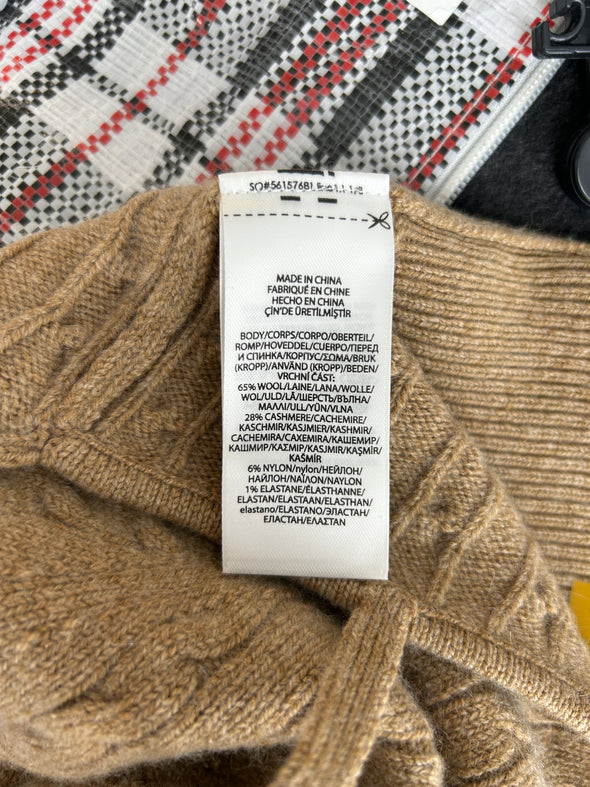 SO#5615768I
MADE IN CHINA
FABRIQUÉ EN CHINE
HECHO EN CHINA
ÇİN'DE ÜRETİLMİŞTİR
BODY/CORPS/CORPO/OBERTEIL/
ROMP/HOVEDDEL/CUERPO/ПЕРЕД
И СПИНКА/КОРПУС/ΣΩΜΑ/BRUK
(KROPP)/ANVÄND (KROPP)/BEDEN/
VRCHNÍ ČÁST:
65% WOOL/LAINE/LANA/WOLLE/
WOL/ULD/LÅ/ШЕРСТЬ/ВЪЛНА/
ΜΑΛΛΙ/ULL/YÜN/VLNA
28% CASHMERE/CACHEMIRE/
KASCHMIR/KASJMIER/KASHMIR/
CACHEMIRA/CAXEMIRA/КАШЕМИР/
КАШМИР/ΚΑΣΜΙΡ/KASJMIR/KAŞMİR/
KAŠMÍR
6% NYLON/nylon/НЕЙЛОН/
НАЙЛОН/ΝΑΪΛΟΝ/NAYLON
1% ELASTANE/ÉLASTHANNE/
ELASTAN/ELASTAAN/ELASTHAN/
elastano/ELASTANO/ЭЛАСТАН/
ЕЛАСТАН/ΕΛΑΣΤΑΝ